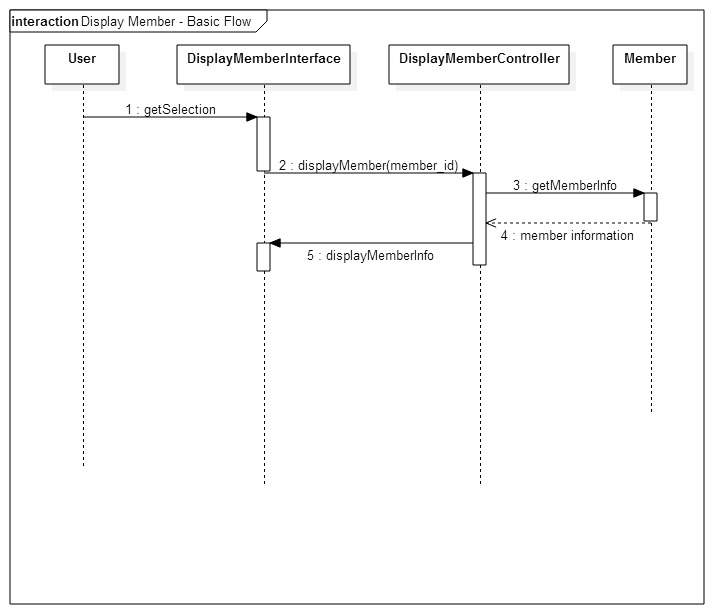 interaction Display Member - Basic Flow
User
DisplayMemberInterface
DisplayMemberController
Member
1 : getSelection
2 : displayMember(member_id)
3 : getMemberInfo
4 : member information
5 : displayMemberInfo